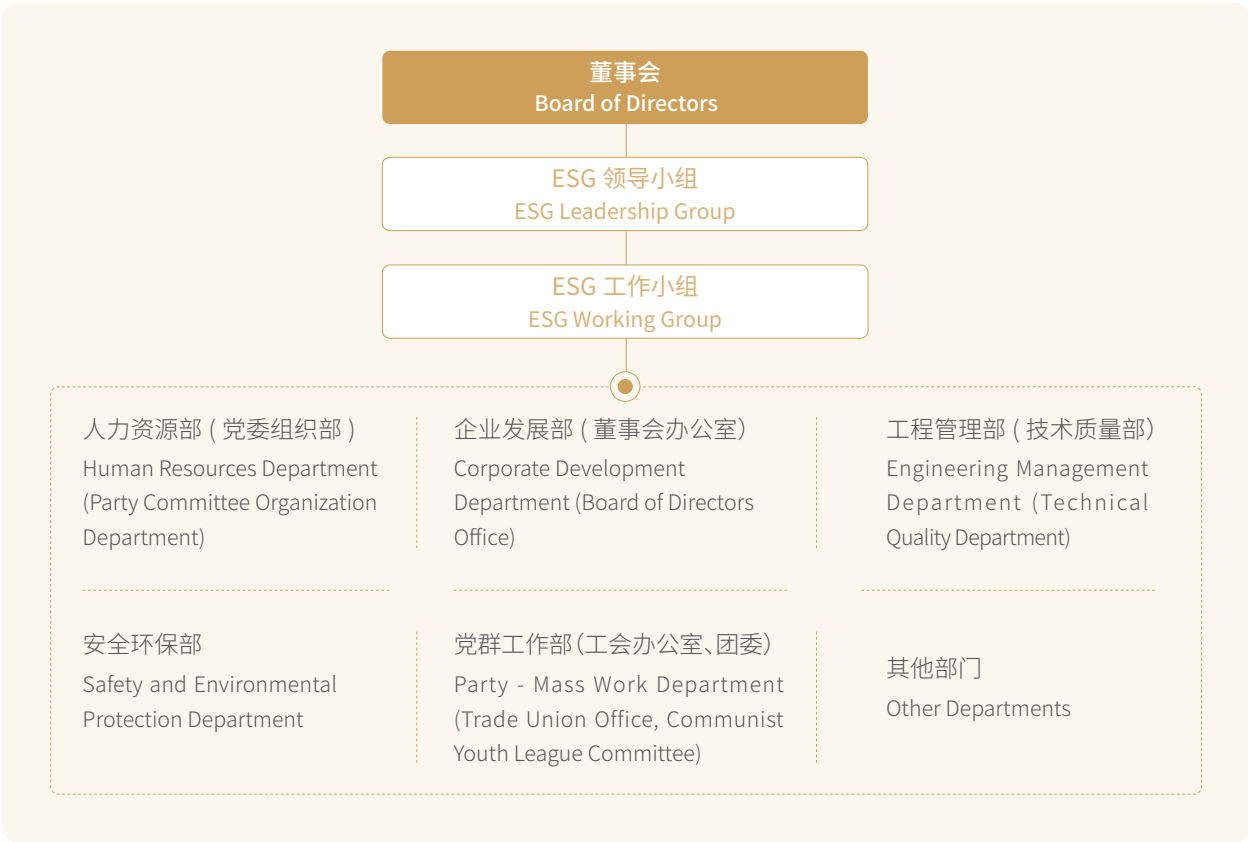 董事会
Board of Directors
ESG 领导小组
ESG Leadership Group
ESG 工作小组
ESG Working Group
人力资源部 ( 党委组织部 )
Human Resources Department
(Party Committee Organization
Department)
企业发展部 ( 董事会办公室)
Corporate Development
Department (Board of Directors
Office)
工程管理部 ( 技术质量部)
Engineering Management
Department (Technical
Quality Department)
安全环保部
Safety and Environmental
Protection Department
党群工作部(工会办公室、团委)
Party - Mass Work Department
(Trade Union Office, Communist
Youth League Committee)
其他部门
Other Departments